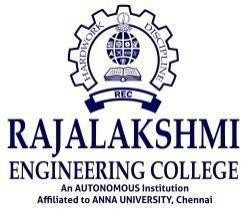 HARDWORK DISCIPLINE
REC
RAJALAKSHMI
ENGINEERING COLLEGE
An AUTONOMOUS Institution
Affiliated to ANNA UNIVERSITY, Chennai